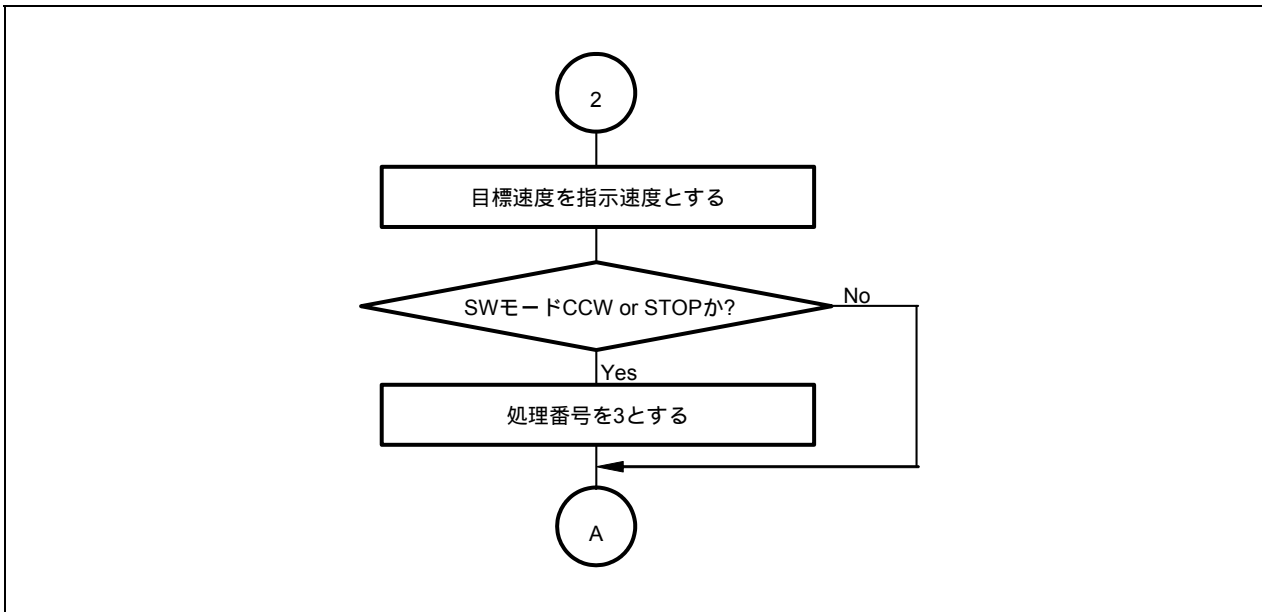 2
目標速度を指示速度とする
SWモードCCW or STOPか?
No
Yes
処理番号を3とする
A